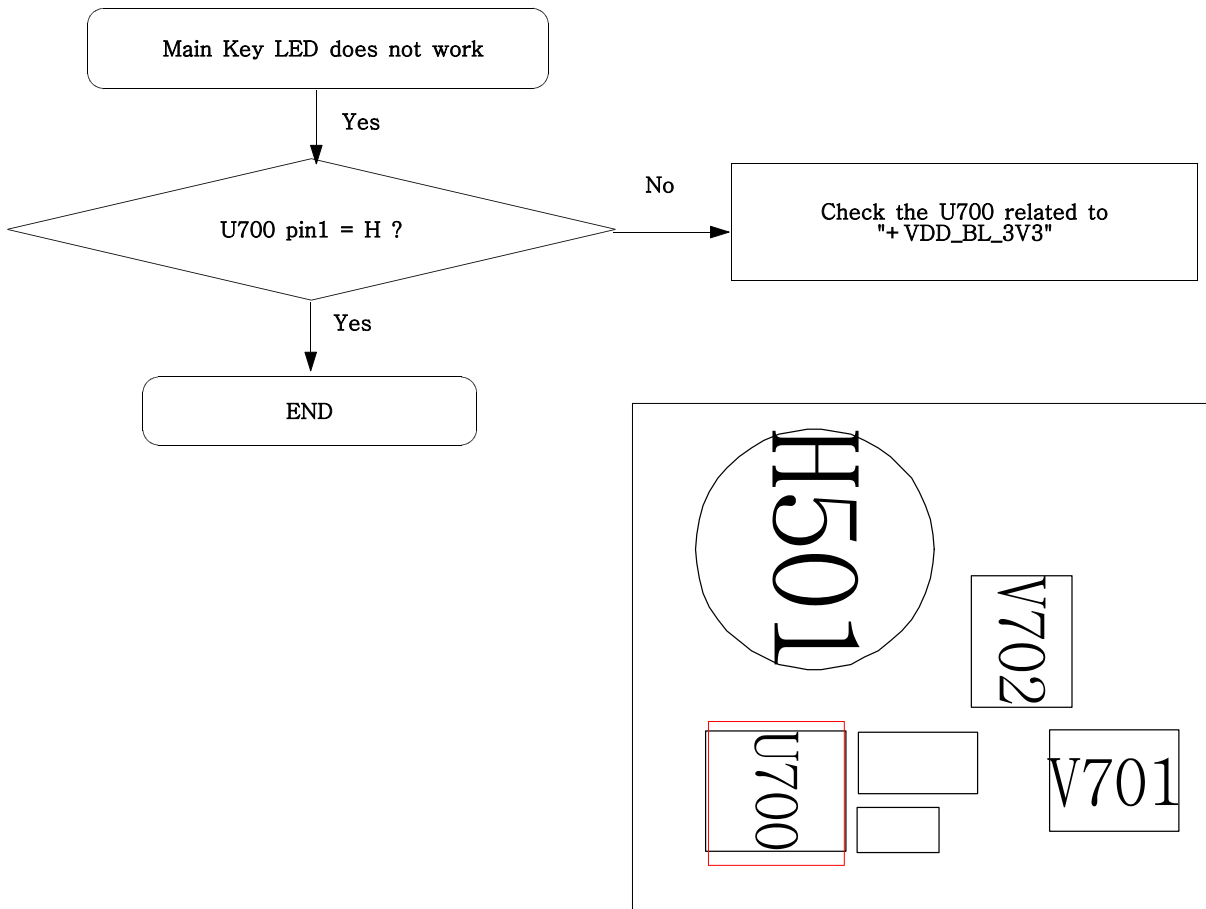 Main Key LED does not work
Yes
U700 pin1 = H ?
No
Check the U700 related to
"+VDD_BL_3V3"
Yes
END
H501
V702
U700
V701